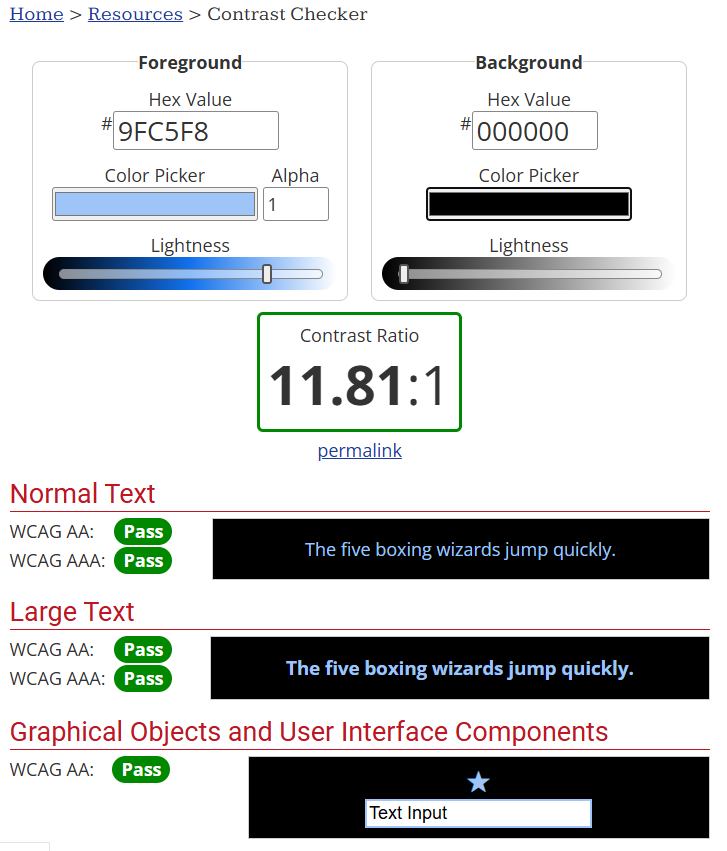 Home > Resources > Contrast Checker
Foreground
Hex Value
#9FC5F8
Color Picker
Alpha
1
Lightness
Background
Hex Value
#000000
Color Picker
Lightness
Contrast Ratio
11.81:1
permalink
Normal Text
WCAG AA: Pass
WCAG AAA: Pass
The five boxing wizards jump quickly.
Large Text
WCAG AA: Pass
WCAG AAA: Pass
The five boxing wizards jump quickly.
Graphical Objects and User Interface Components
WCAG AA: Pass
Text Input